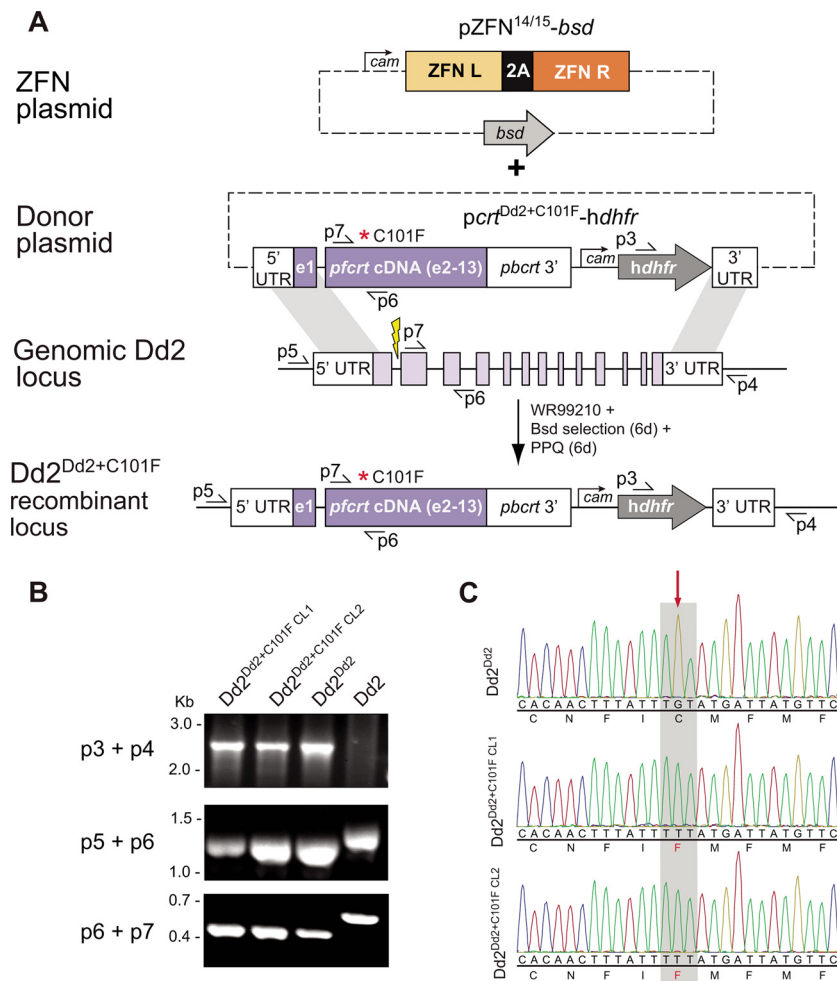 A
pZFN14/15-bsd
ZFN plasmid
cam
ZFN L
2A
ZFN R
bsd
+
Donor plasmid
pcrtDd2+C101F-hdhfr
p7
* C101F
p3
5’ UTR
e1
pfcrt cDNA (e2-13)
pbcrt 3’
cam
hdhfr
3’ UTR
p6
Genomic Dd2 locus
p5
p7
5’ UTR
3’ UTR
p6
p4
WR99210 +
Bsd selection (6d) +
PPQ (6d)
Dd2Dd2+C101F
recombinant
locus
p5
p7
* C101F
p3
5’ UTR
e1
pfcrt cDNA (e2-13)
pbcrt 3’
cam
hdhfr
3’ UTR
p6
p4
B
Dd2Dd2+C101F CL1
Dd2Dd2+C101F CL2
Dd2Dd2
Dd2
Kb
p3 + p4
3.0 -
2.0 -
p5 + p6
1.5 -
1.0 -
p6 + p7
0.7 -
0.4 -
C
Dd2Dd2
CACAACTTTATTTGTATGATTATGTTC
C N F I C M F M F
Dd2Dd2+C101F CL1
CACAACTTTATTTTTATGATTATGTTC
C N F I F M F M F
Dd2Dd2+C101F CL2
CACAACTTTATTTTTATGATTATGTTC
C N F I F M F M F